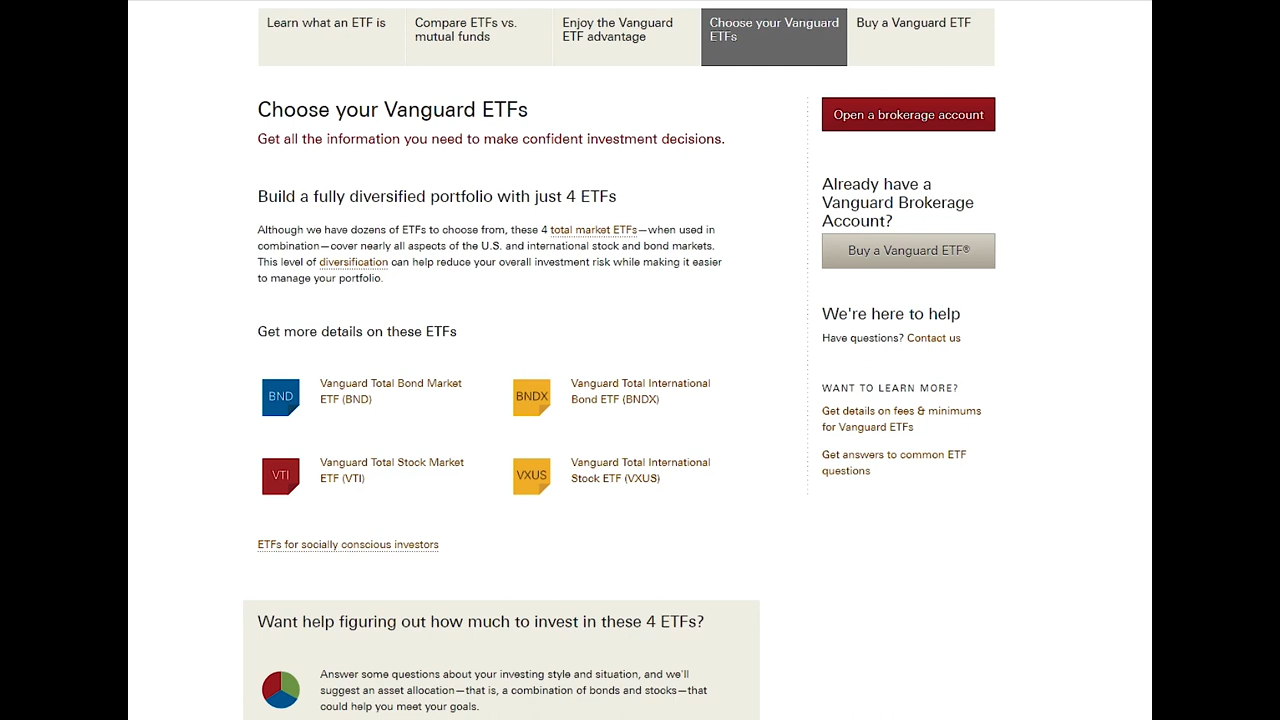 Learn what an ETF is
Compare ETFs vs.
mutual funds
Enjoy the Vanguard
ETF advantage
Choose your Vanguard
ETFs
Buy a Vanguard ETF
Choose your Vanguard ETFs
Get all the information you need to make confident investment decisions.
Build a fully diversified portfolio with just 4 ETFs
Although we have dozens of ETFs to choose from, these 4 total market ETFs—when used in
combination—cover nearly all aspects of the U.S. and international stock and bond markets.
This level of diversification can help reduce your overall investment risk while making it easier
to manage your portfolio.
Get more details on these ETFs
BND
Vanguard Total Bond Market
ETF (BND)
BNDX
Vanguard Total International
Bond ETF (BNDX)
VTI
Vanguard Total Stock Market
ETF (VTI)
VXUS
Vanguard Total International
Stock ETF (VXUS)
ETFs for socially conscious investors
Want help figuring out how much to invest in these 4 ETFs?
Answer some questions about your investing style and situation, and we'll
suggest an asset allocation—that is, a combination of bonds and stocks—that
could help you meet your goals.
Open a brokerage account
Already have a
Vanguard Brokerage
Account?
Buy a Vanguard ETF®
We're here to help
Have questions? Contact us
WANT TO LEARN MORE?
Get details on fees & minimums
for Vanguard ETFs
Get answers to common ETF
questions